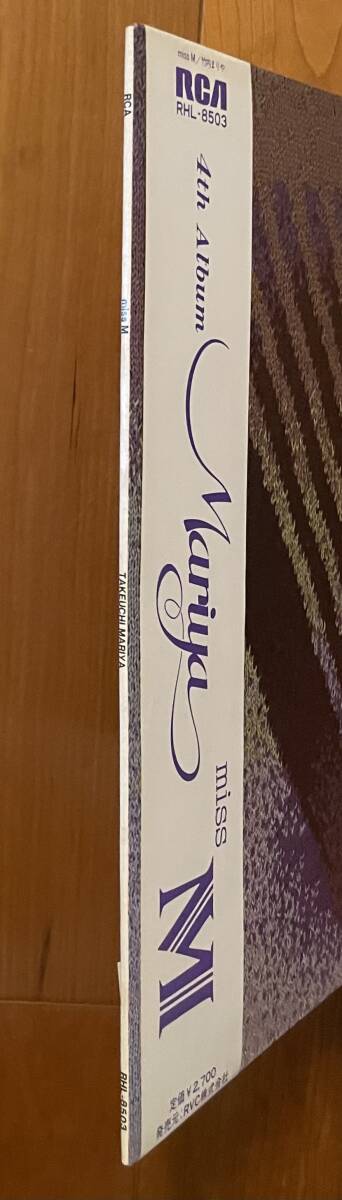 miss M／竹内まりや
RCA
RHL-8503
4th Album
Mariya
miss
M
定価￥2,700
発売元：RVC株式会社
RCA
miss M
TAKEUCHI MARIYA
RHL-8503